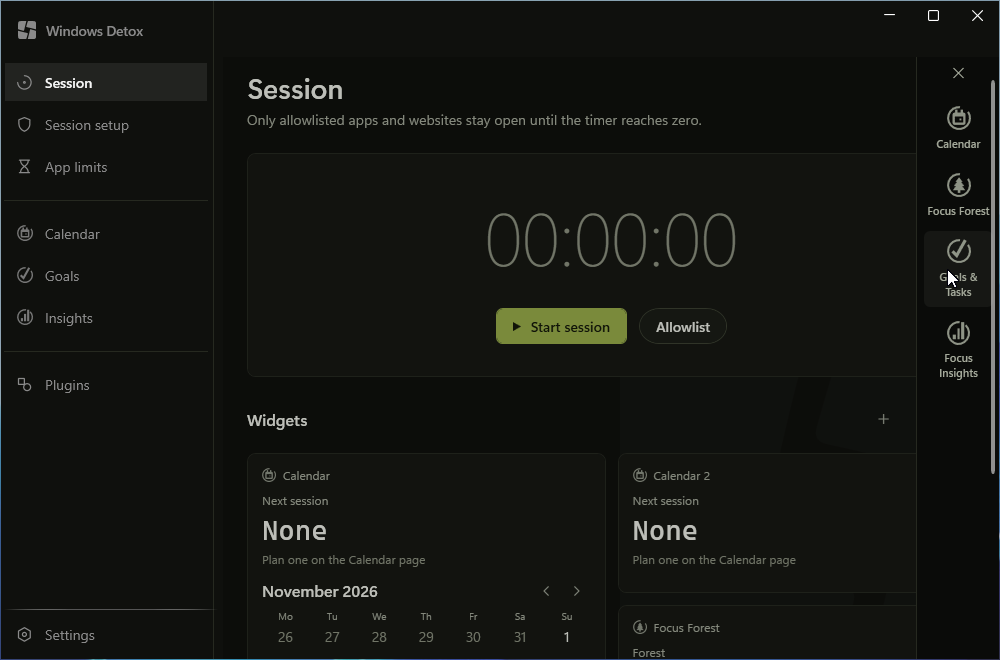 Windows Detox
Session
Session setup
App limits
Calendar
Goals
Insights
Plugins
Settings
Session
Only allowlisted apps and websites stay open until the timer reaches zero.
00:00:00
Start session
Allowlist
Widgets
Calendar
Next session
None
Plan one on the Calendar page
November 2026
Mo Tu We Th Fr Sa Su
26 27 28 29 30 31 1
Calendar 2
Next session
None
Plan one on the Calendar page
Focus Forest
Forest
Calendar
Focus Forest
Goals &
Tasks
Focus
Insights